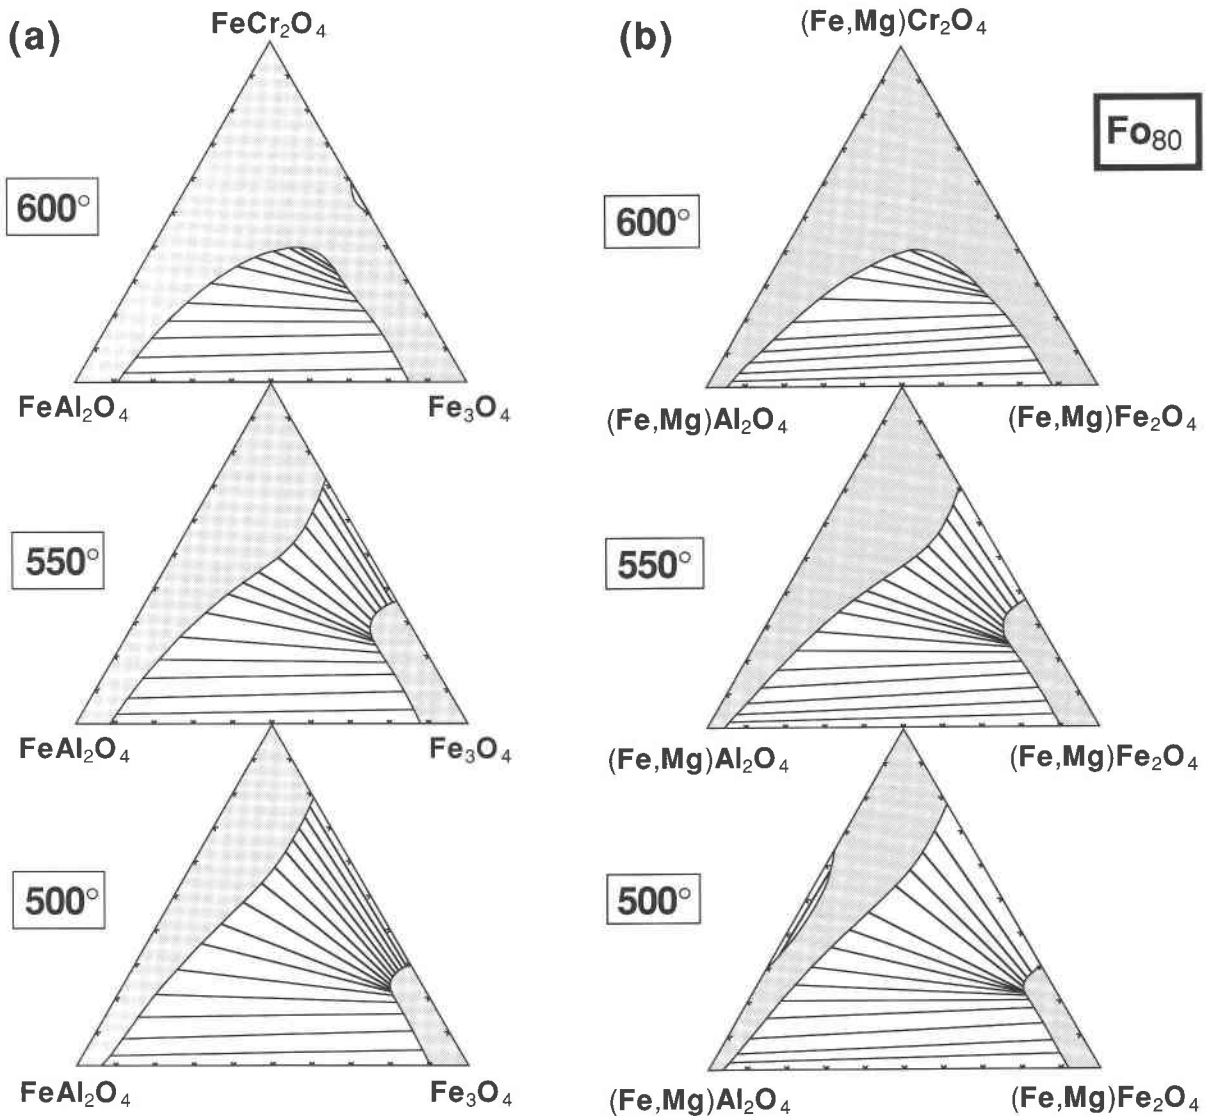 (a)
FeCr₂O₄
(b)
(Fe,Mg)Cr₂O₄
Fo₈₀
600°
600°
FeAl₂O₄
Fe₃O₄
(Fe,Mg)Al₂O₄
(Fe,Mg)Fe₂O₄
550°
550°
FeAl₂O₄
Fe₃O₄
(Fe,Mg)Al₂O₄
(Fe,Mg)Fe₂O₄
500°
500°
FeAl₂O₄
Fe₃O₄
(Fe,Mg)Al₂O₄
(Fe,Mg)Fe₂O₄